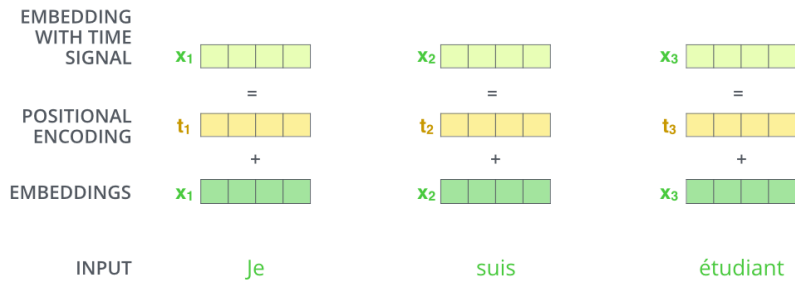 EMBEDDING
WITH TIME
SIGNAL
x1 x2 x3
= = =
POSITIONAL
ENCODING
t1 t2 t3
+ + +
EMBEDDINGS x1 x2 x3
INPUT Je suis étudiant